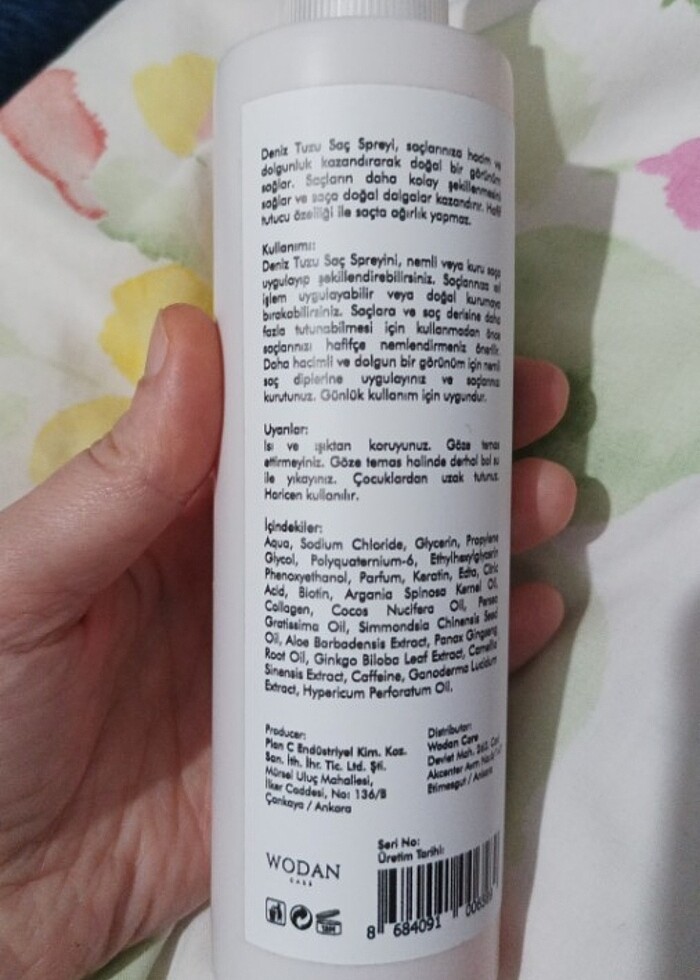 Deniz Tuzu Saç Spreyi, saçlarınıza hacim ve
dolgunluk kazandırarak doğal bir görünüm
sağlar. Saçların daha kolay şekillenmesini
sağlar ve saça doğal dalgalar kazandırır. Hafif
tutucu özelliği ile saçta ağırlık yapmaz.
Kullanımı:
Deniz Tuzu Saç Spreyini, nemli veya kuru saça
uygulayıp şekillendirebilirsiniz. Saçlarınıza ısıl
işlem uygulayabilir veya doğal kurumaya
bırakabilirsiniz. Saçlara ve saç derisine daha
fazla tutunabilmesi için kullanmadan önce
saçlarınızı hafifçe nemlendirmeniz önerilir.
Daha hacimli ve dolgun bir görünüm için nemli
saç diplerine uygulayınız ve saçlarınızı
kurutunuz. Günlük kullanım için uygundur.
Uyarılar:
Isı ve ışıktan koruyunuz. Göze temas
ettirmeyiniz. Göze temas halinde derhal bol su
ile yıkayınız. Çocuklardan uzak tutunuz.
Haricen kullanılır.
İçindekiler:
Aqua, Sodium Chloride, Glycerin, Propylene
Glycol, Polyquaternium-6, Ethylhexylglycerin
Phenoxyethanol, Parfum, Keratin, Edta, Citric
Acid, Biotin, Argania Spinosa Kernel Oil,
Collagen, Cocos Nucifera Oil, Persea
Gratissima Oil, Simmondsia Chinensis Seed
Oil, Aloe Barbadensis Extract, Panax Ginseng
Root Oil, Ginkgo Biloba Leaf Extract, Camellia
Sinensis Extract, Caffeine, Ganoderma Lucidum
Extract, Hypericum Perforatum Oil.
Producer:
Plan C Endüstriyel Kim. Koz.
San. İth. İhr. Tic. Ltd. Şti.
Mürsel Uluç Mahallesi,
İlker Caddesi, No: 136/B
Çankaya / Ankara
Distributor:
Wodan Care
Devlet Mah. Cad
Akcenter Avm
Etimesgut / Ankara
Seri No:
Üretim Tarihi:
WODAN
CARE
8 684091